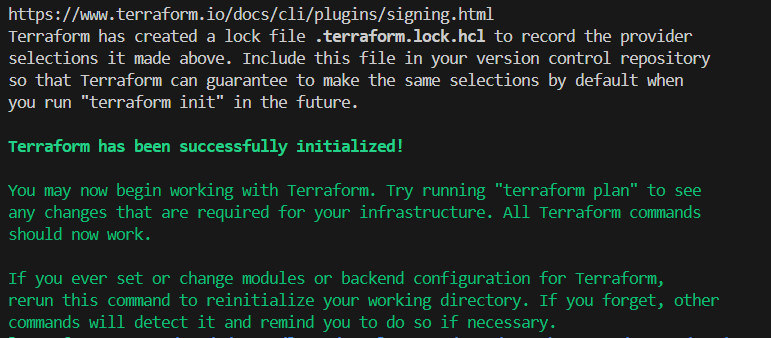 https://www.terraform.io/docs/cli/plugins/signing.html
Terraform has created a lock file .terraform.lock.hcl to record the provider
selections it made above. Include this file in your version control repository
so that Terraform can guarantee to make the same selections by default when
you run "terraform init" in the future.
Terraform has been successfully initialized!
You may now begin working with Terraform. Try running "terraform plan" to see
any changes that are required for your infrastructure. All Terraform commands
should now work.
If you ever set or change modules or backend configuration for Terraform,
rerun this command to reinitialize your working directory. If you forget, other
commands will detect it and remind you to do so if necessary.